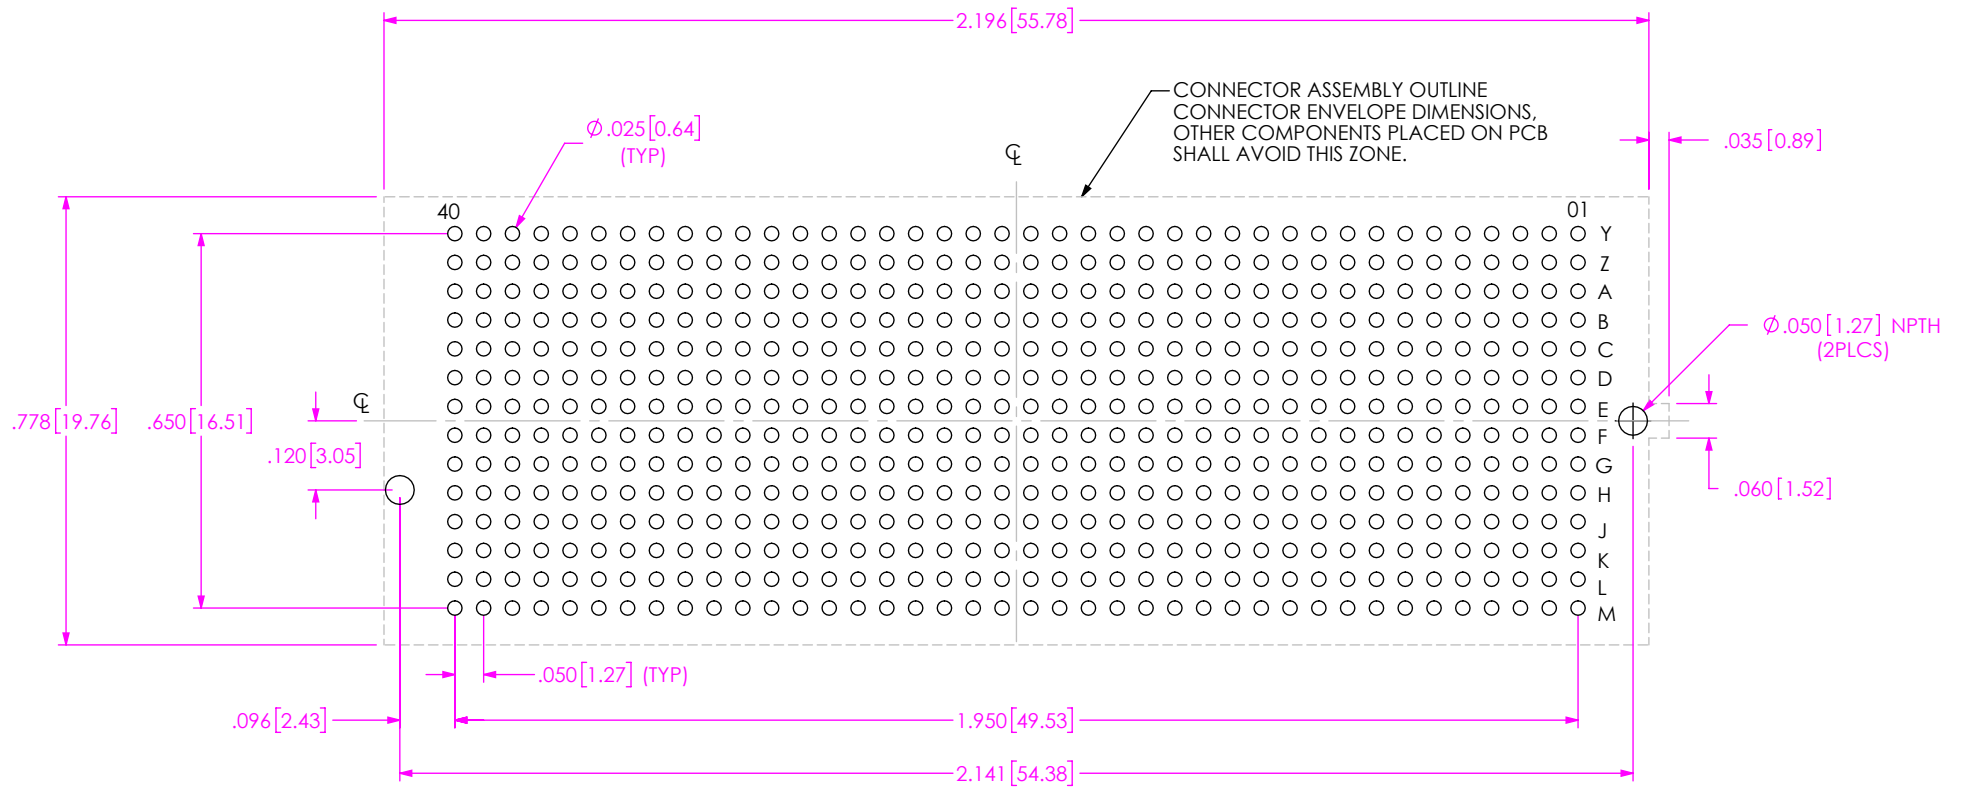 2.196[55.78]
CONNECTOR ASSEMBLY OUTLINE
CONNECTOR ENVELOPE DIMENSIONS,
OTHER COMPONENTS PLACED ON PCB
SHALL AVOID THIS ZONE.
Ø.025[0.64]
(TYP)
℄
.035[0.89]
40
01
Y
Z
A
B
C
D
E
F
G
H
J
K
L
M
Ø.050[1.27] NPTH
(2PLCS)
℄
.778[19.76]
.650[16.51]
.120[3.05]
.060[1.52]
.050[1.27] (TYP)
.096[2.43]
1.950[49.53]
2.141[54.38]